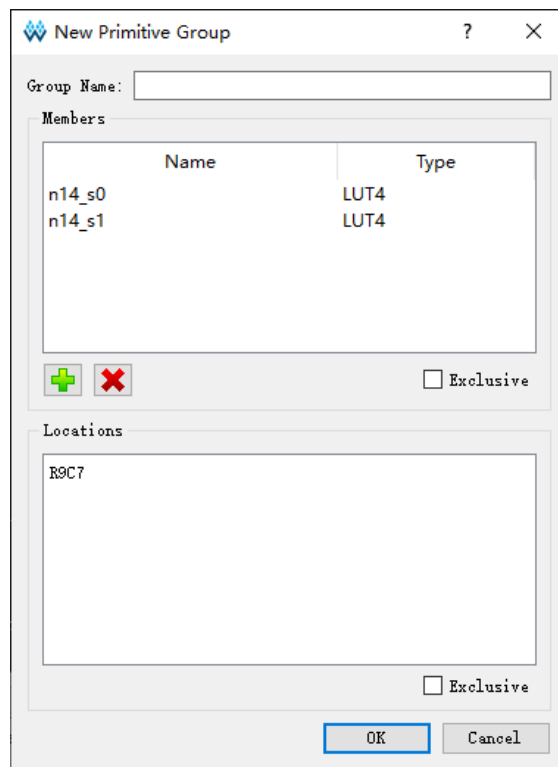 New Primitive Group ?
Group Name:
Members
Name Type
n14_s0 LUT4
n14_s1 LUT4
Exclusive
Locations
R9C7
Exclusive
OK Cancel